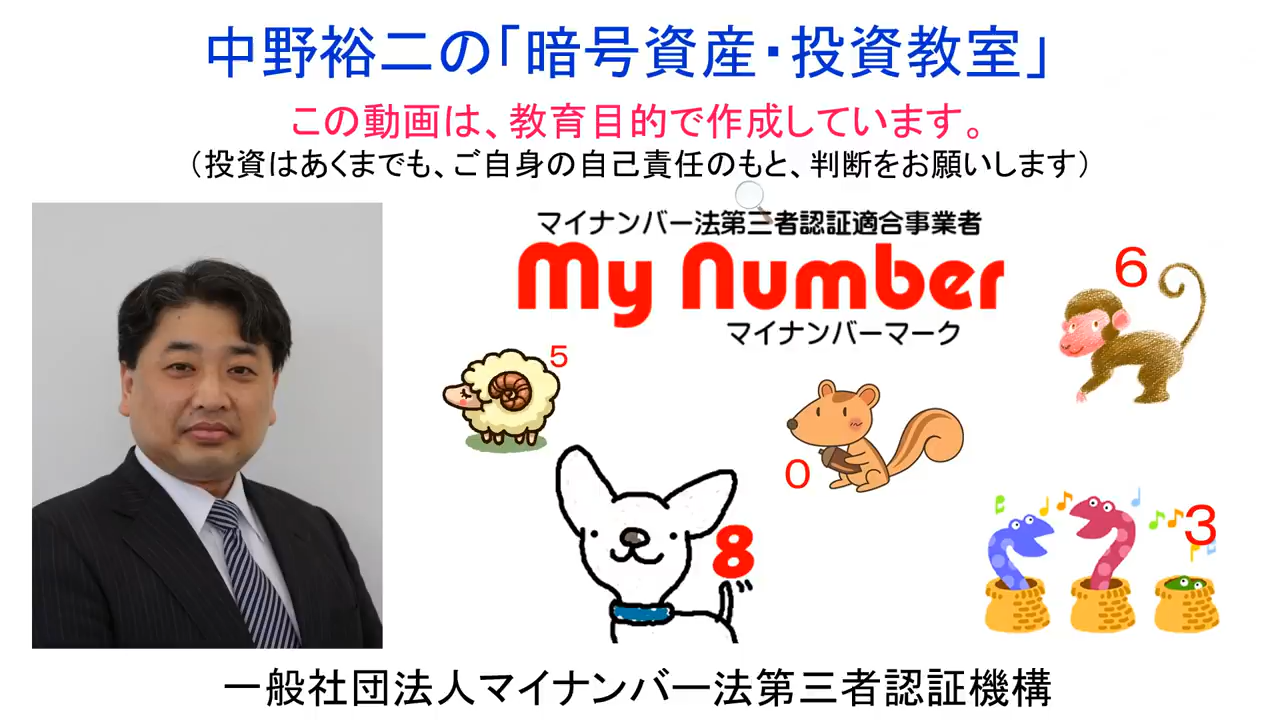 中野裕二の「暗号資産・投資教室」
この動画は、教育目的で作成しています。
（投資はあくまでも、ご自身の自己責任のもと、判断をお願いします）
マイナンバー法第三者認証適合事業者
My Number
マイナンバーマーク
6
5
0
8
3
一般社団法人マイナンバー法第三者認証機構